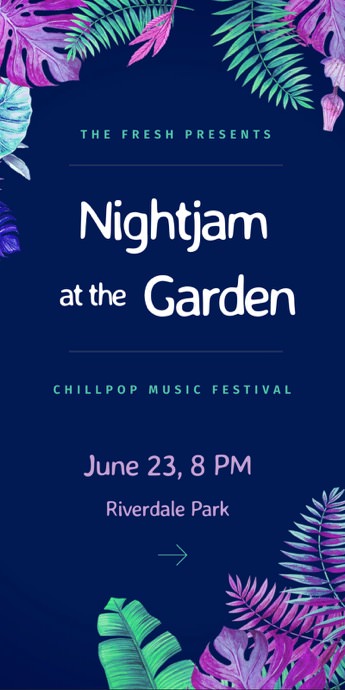 THE FRESH PRESENTS
Nightjam
at the Garden
CHILLPOP MUSIC FESTIVAL
June 23, 8 PM
Riverdale Park